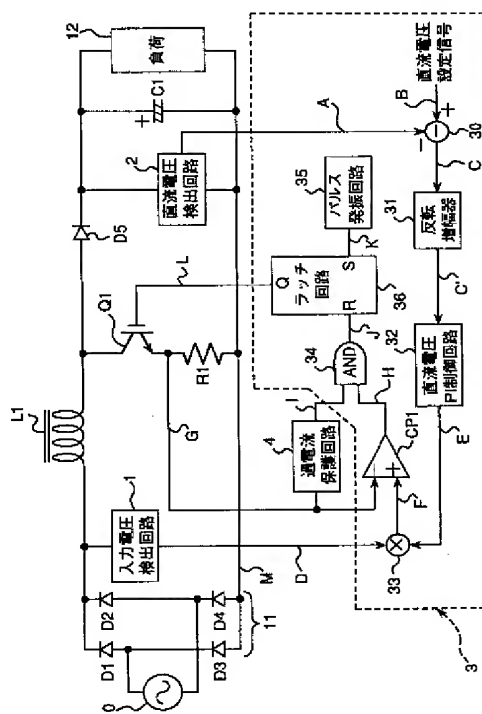 12
負荷
C1
+
2
直流電圧
検出回路
D5
L
Q1
R1
L1
G
1
入力電圧
検出回路
D
M
D2
D1
D4
D3
11
0
A
直流電圧
設定信号
B
+
−
−
30
C
31
反転
増幅器
C'
32
直流電圧
PI制御回路
E
35
パルス
発振回路
K
Q
S
ラッチ
回路
R
36
J
34
AND
I
H
4
過電流
保護回路
CP1
−
+
F
33
3